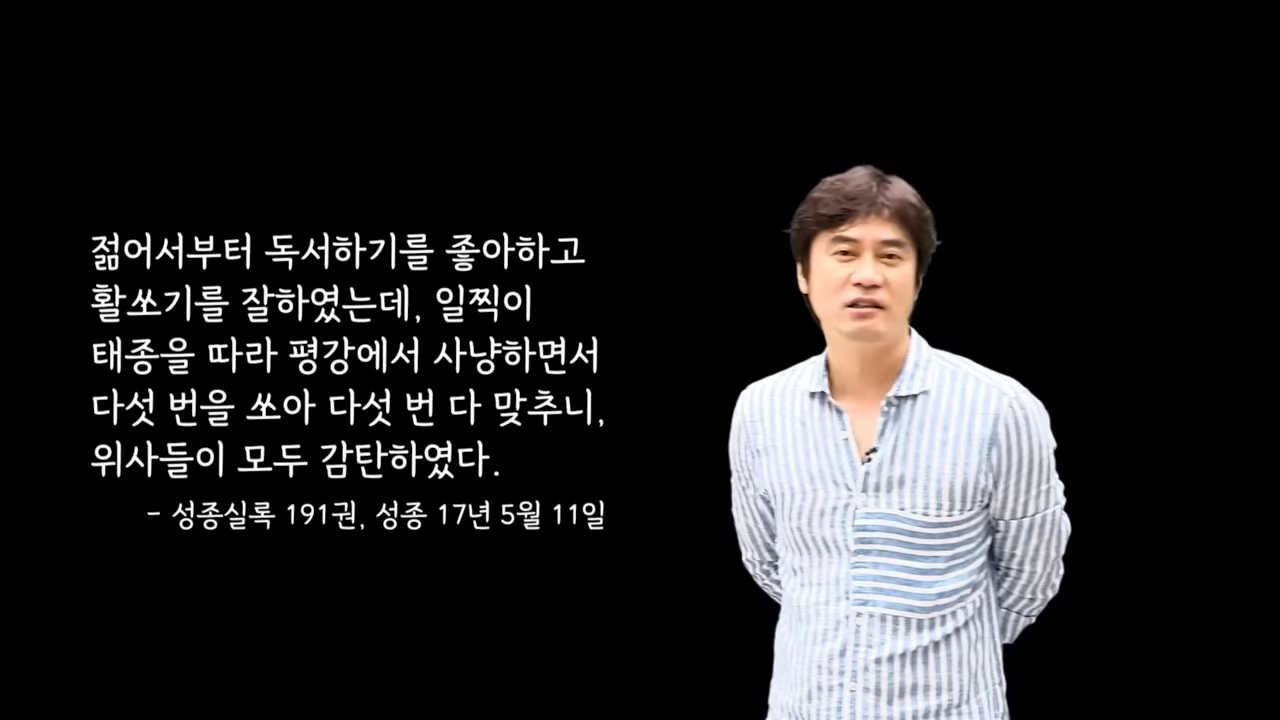 젊어서부터 독서하기를 좋아하고
활쏘기를 잘하였는데, 일찍이
태종을 따라 평강에서 사냥하면서
다섯 번을 쏘아 다섯 번 다 맞추니,
위사들이 모두 감탄하였다.
- 성종실록 191권, 성종 17년 5월 11일